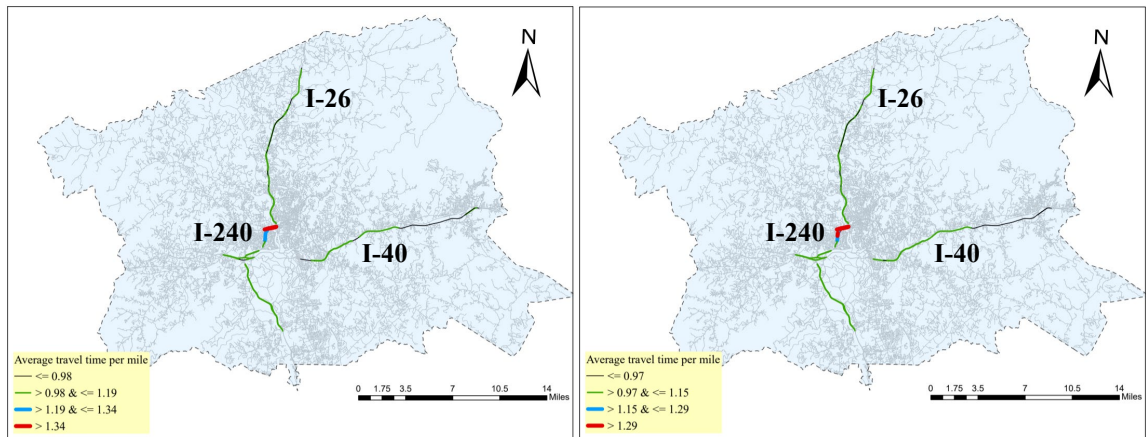 N
I-26
I-240
I-40
Average travel time per mile
<= 0.98
> 0.98 & <= 1.19
> 1.19 & <= 1.34
> 1.34
0 1.75 3.5 7 10.5 14
Miles
N
I-26
I-240
I-40
Average travel time per mile
<= 0.97
> 0.97 & <= 1.15
> 1.15 & <= 1.29
> 1.29
0 1.75 3.5 7 10.5 14
Miles